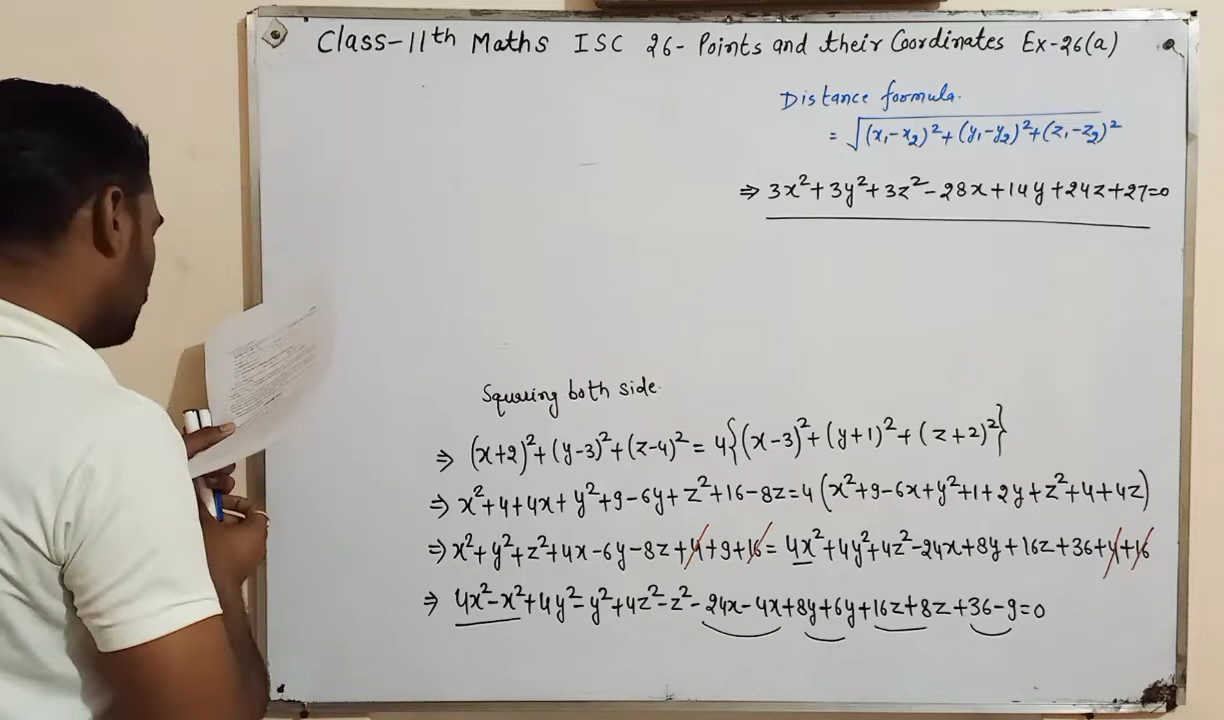 Class-11th Maths ISC 26- Points and their Coordinates Ex-26(a)
Distance formula.
= √(x₁-x₂)²+(y₁-y₂)²+(z₁-z₂)²
⇒ 3x²+3y²+3z²-28x+14y+24z+27=0
Squaring both side.
⇒ (x+2)²+(y-3)²+(z-4)²=4{(x-3)²+(y+1)²+(z+2)²}
⇒ x²+4+4x+y²+9-6y+z²+16-8z=4(x²+9-6x+y²+1+2y+z²+4+4z)
⇒ x²+y²+z²+4x-6y-8z+4+9+16=4x²+4y²+4z²-24x+8y+16z+36+4+16
⇒ 4x²-x²+4y²-y²+4z²-z²-24x-4x+8y+6y+16z+8z+36-9=0